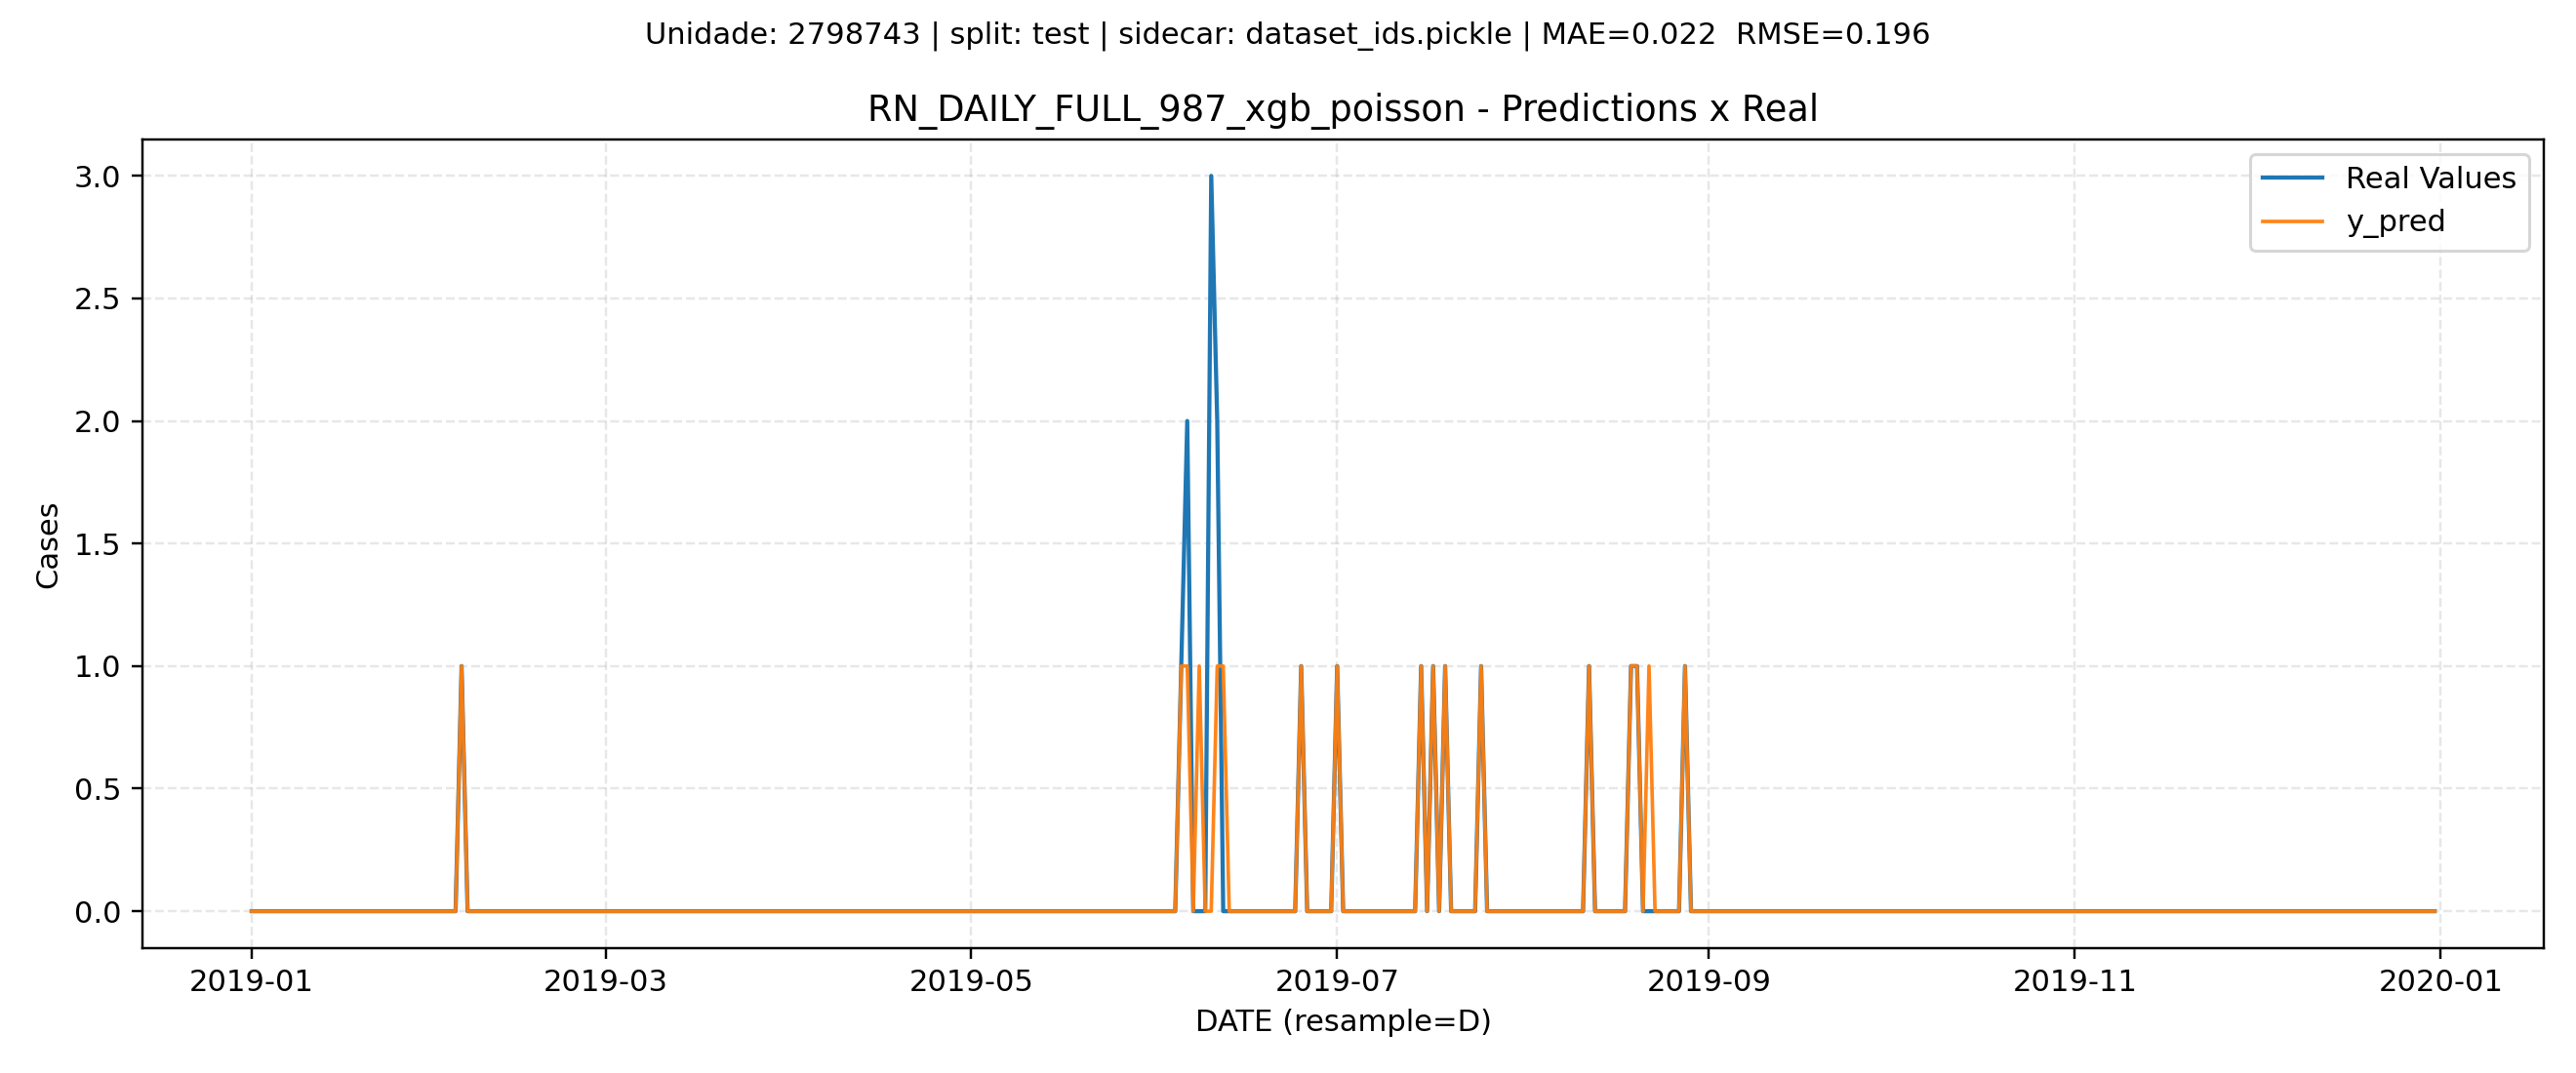 Unidade: 2798743 | split: test | sidecar: dataset_ids.pickle | MAE=0.022  RMSE=0.196
RN_DAILY_FULL_987_xgb_poisson - Predictions x Real
Real Values
y_pred
Cases
3.0
2.5
2.0
1.5
1.0
0.5
0.0
2019-01
2019-03
2019-05
2019-07
2019-09
2019-11
2020-01
DATE (resample=D)